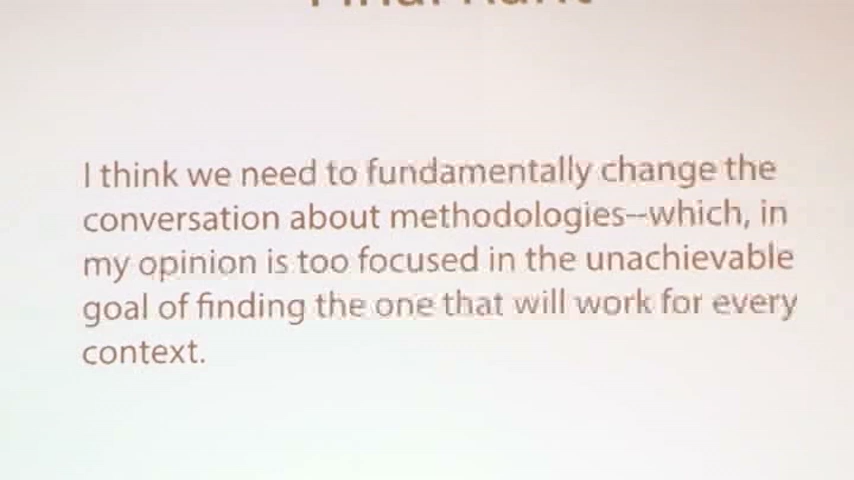 I think we need to fundamentally change the
conversation about methodologies--which, in
my opinion is too focused in the unachievable
goal of finding the one that will work for every
context.